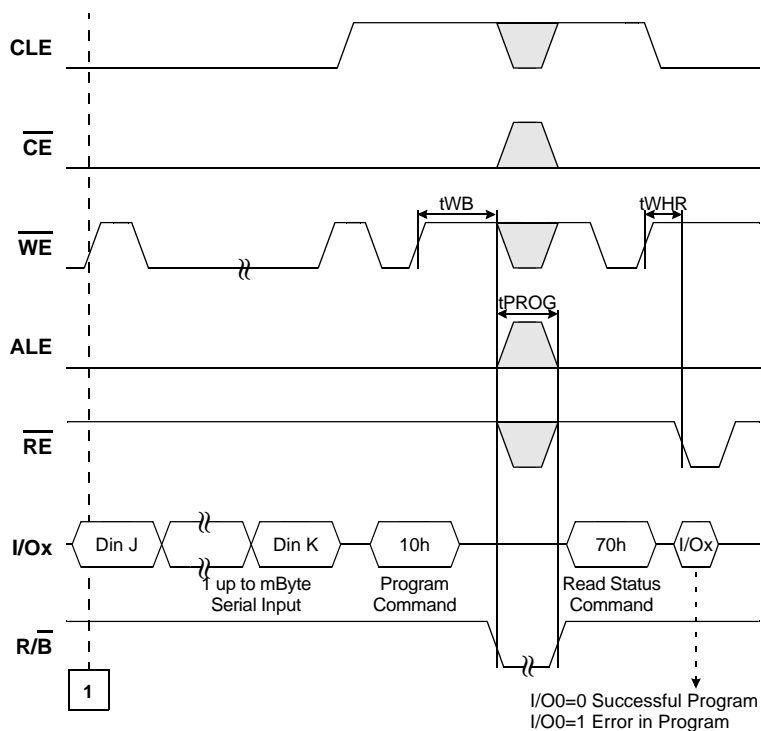 CLE
CE
tWB
tWHR
WE
tPROG
ALE
RE
I/Ox
Din J
Din K
10h
70h
I/Ox
1 up to mByte
Serial Input
Program
Command
Read Status
Command
R/B
1
I/O0=0 Successful Program
I/O0=1 Error in Program